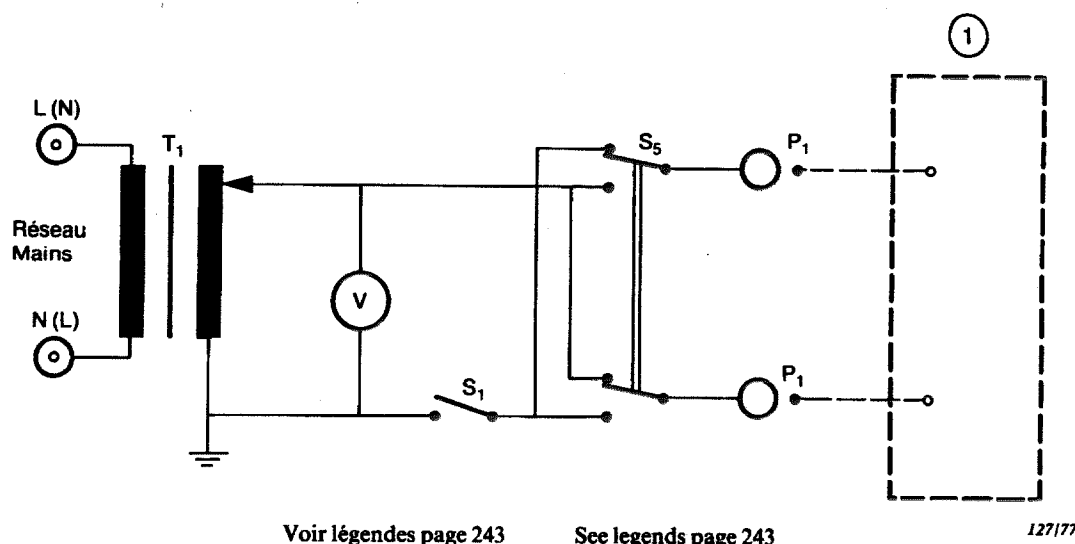 1
L (N)
T1
S5
P1
Réseau
Mains
V
N (L)
S1
P1
Voir légendes page 243
See legends page 243
127/77